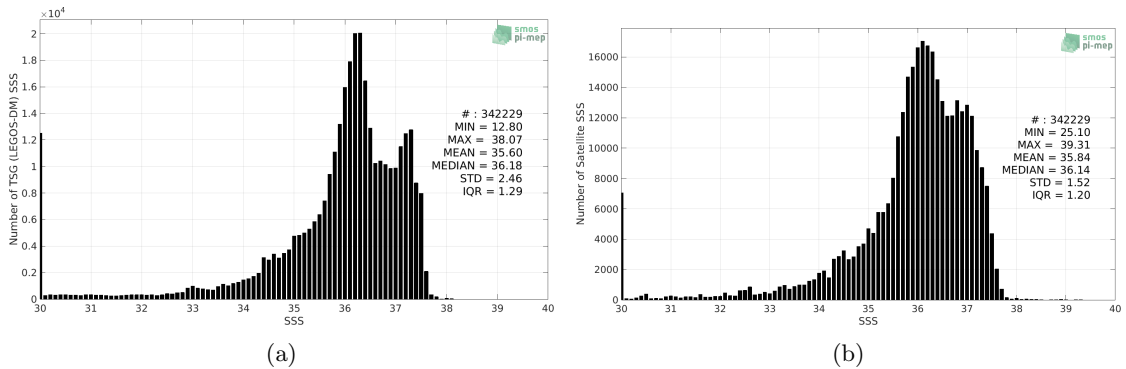 ×10⁴
2
1.8
1.6
1.4
1.2
1
0.8
0.6
0.4
0.2
0
Number of TSG (LEGOS-DM) SSS
30 31 32 33 34 35 36 37 38 39 40
SSS
smos
pi-mep
# : 342229
MIN = 12.80
MAX = 38.07
MEAN = 35.60
MEDIAN = 36.18
STD = 2.46
IQR = 1.29
(a)
16000
14000
12000
10000
8000
6000
4000
2000
0
Number of Satellite SSS
30 31 32 33 34 35 36 37 38 39 40
SSS
smos
pi-mep
# : 342229
MIN = 25.10
MAX = 39.31
MEAN = 35.84
MEDIAN = 36.14
STD = 1.52
IQR = 1.20
(b)